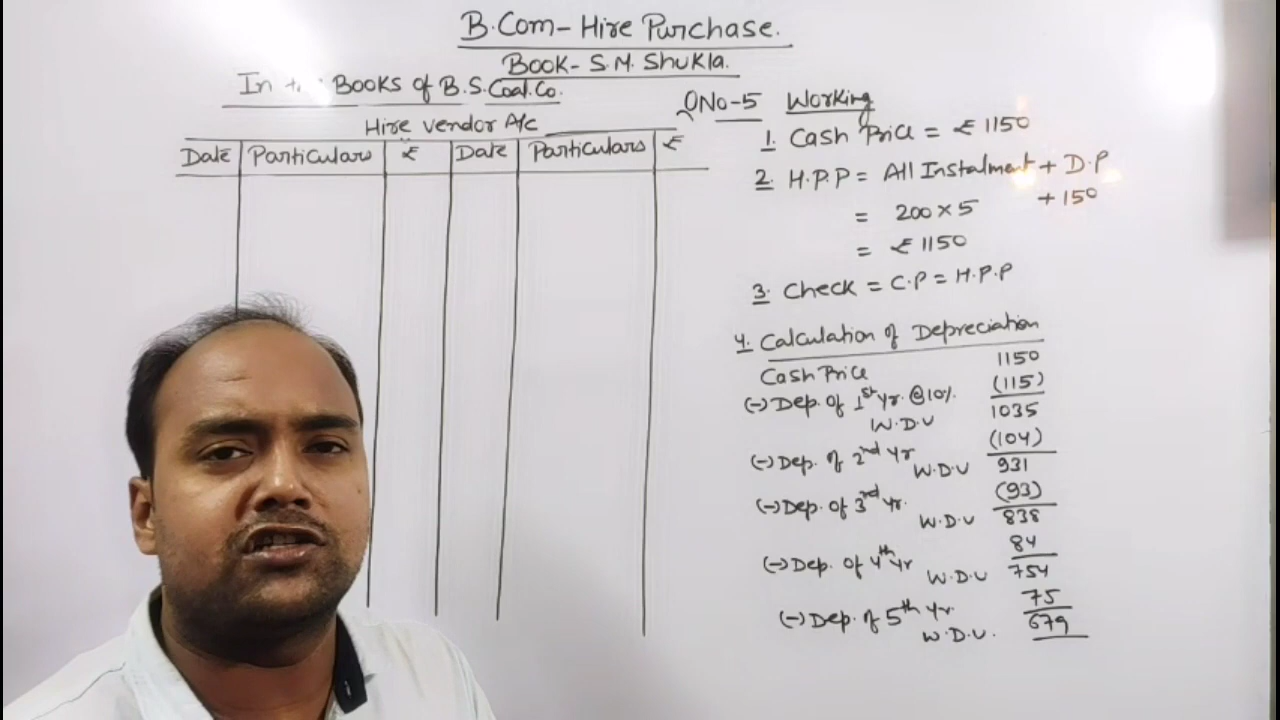 B.Com- Hire Purchase.
Book- S.M. Shukla.
In Books of B.S. Coal. Co.
Hire vendor A/c
Date Particulars ₹ Date Particulars ₹
QNo-5 Working
1. Cash Price = ₹ 1150
2. H.P.P = All Instalment + D.P
= 200 × 5 + 150
= ₹ 1150
3. Check = C.P = H.P.P
4. Calculation of Depreciation
Cash Price 1150
(-) Dep. of 1st Yr. @10%. (115)
W.D.V 1035
(-) Dep. of 2nd Yr (104)
W.D.V 931
(-) Dep. of 3rd Yr. (93)
W.D.V 838
(-) Dep. of 4th Yr 84
W.D.V 754
(-) Dep. of 5th Yr. 75
W.D.V. 679